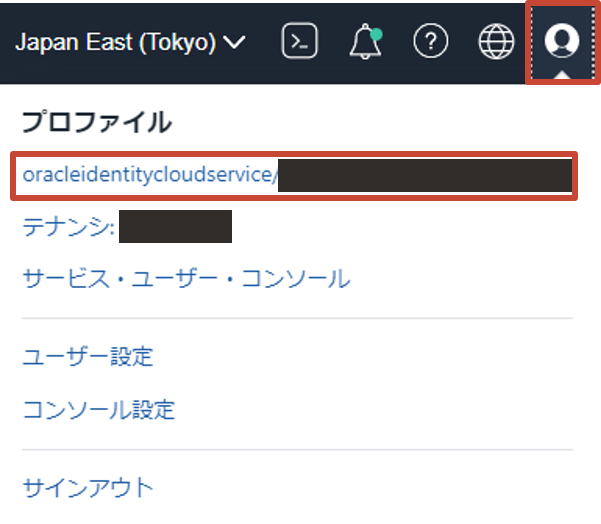 Japan East (Tokyo)
プロファイル
oracleidentitycloudservice/
テナンシ:
サービス・ユーザー・コンソール
ユーザー設定
コンソール設定
サインアウト